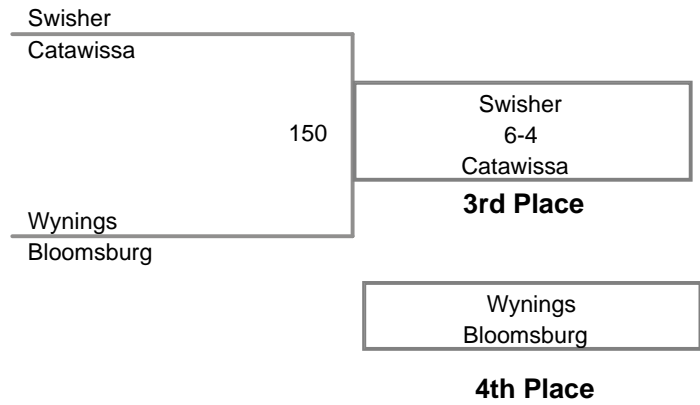 Swisher
Catawissa
150
Swisher
6-4
Catawissa
3rd Place
Wynings
Bloomsburg
Wynings
Bloomsburg
4th Place